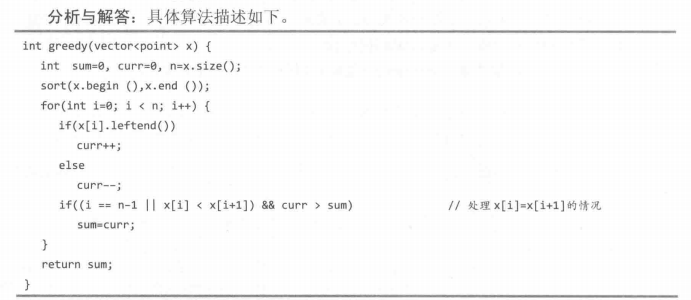 分析与解答：具体算法描述如下。
int greedy(vector<point> x) {
int sum=0, curr=0, n=x.size();
sort(x.begin (),x.end ());
for(int i=0; i < n; i++) {
if(x[i].leftend())
curr++;
else
curr--;
if((i == n-1 || x[i] < x[i+1]) && curr > sum) // 处理x[i]=x[i+1]的情况
sum=curr;
}
return sum;
}